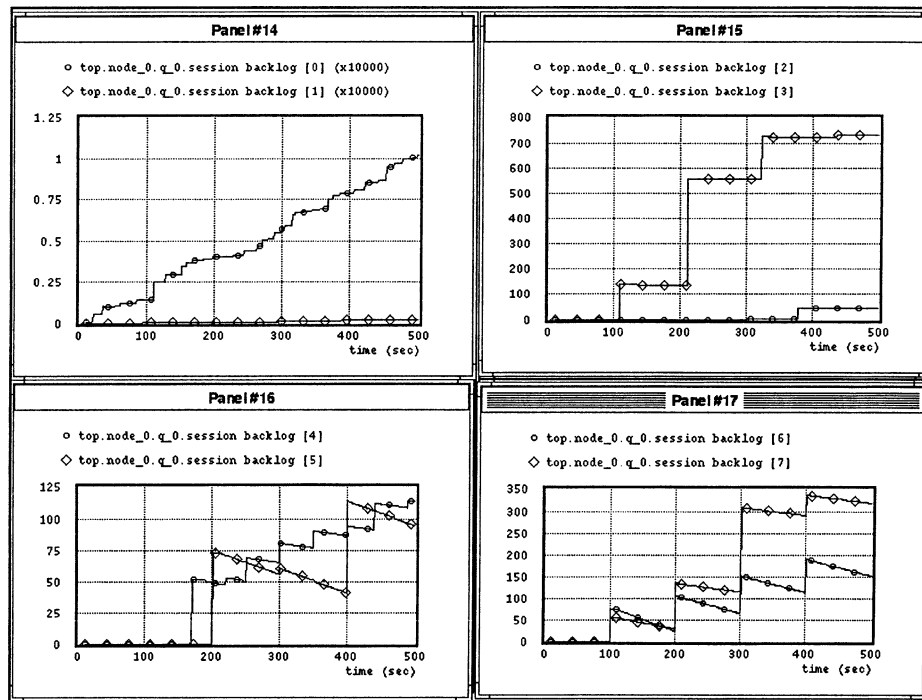 Panel#14
top.node_0.q_0.session backlog [0] (x10000)
top.node_0.q_0.session backlog [1] (x10000)
1.25
1
0.75
0.5
0.25
0
0 100 200 300 400 500
time (sec)
Panel#15
top.node_0.q_0.session backlog [2]
top.node_0.q_0.session backlog [3]
800
700
600
500
400
300
200
100
0
0 100 200 300 400 500
time (sec)
Panel#16
top.node_0.q_0.session backlog [4]
top.node_0.q_0.session backlog [5]
125
100
75
50
25
0
0 100 200 300 400 500
time (sec)
Panel#17
top.node_0.q_0.session backlog [6]
top.node_0.q_0.session backlog [7]
350
300
250
200
150
100
50
0
0 100 200 300 400 500
time (sec)